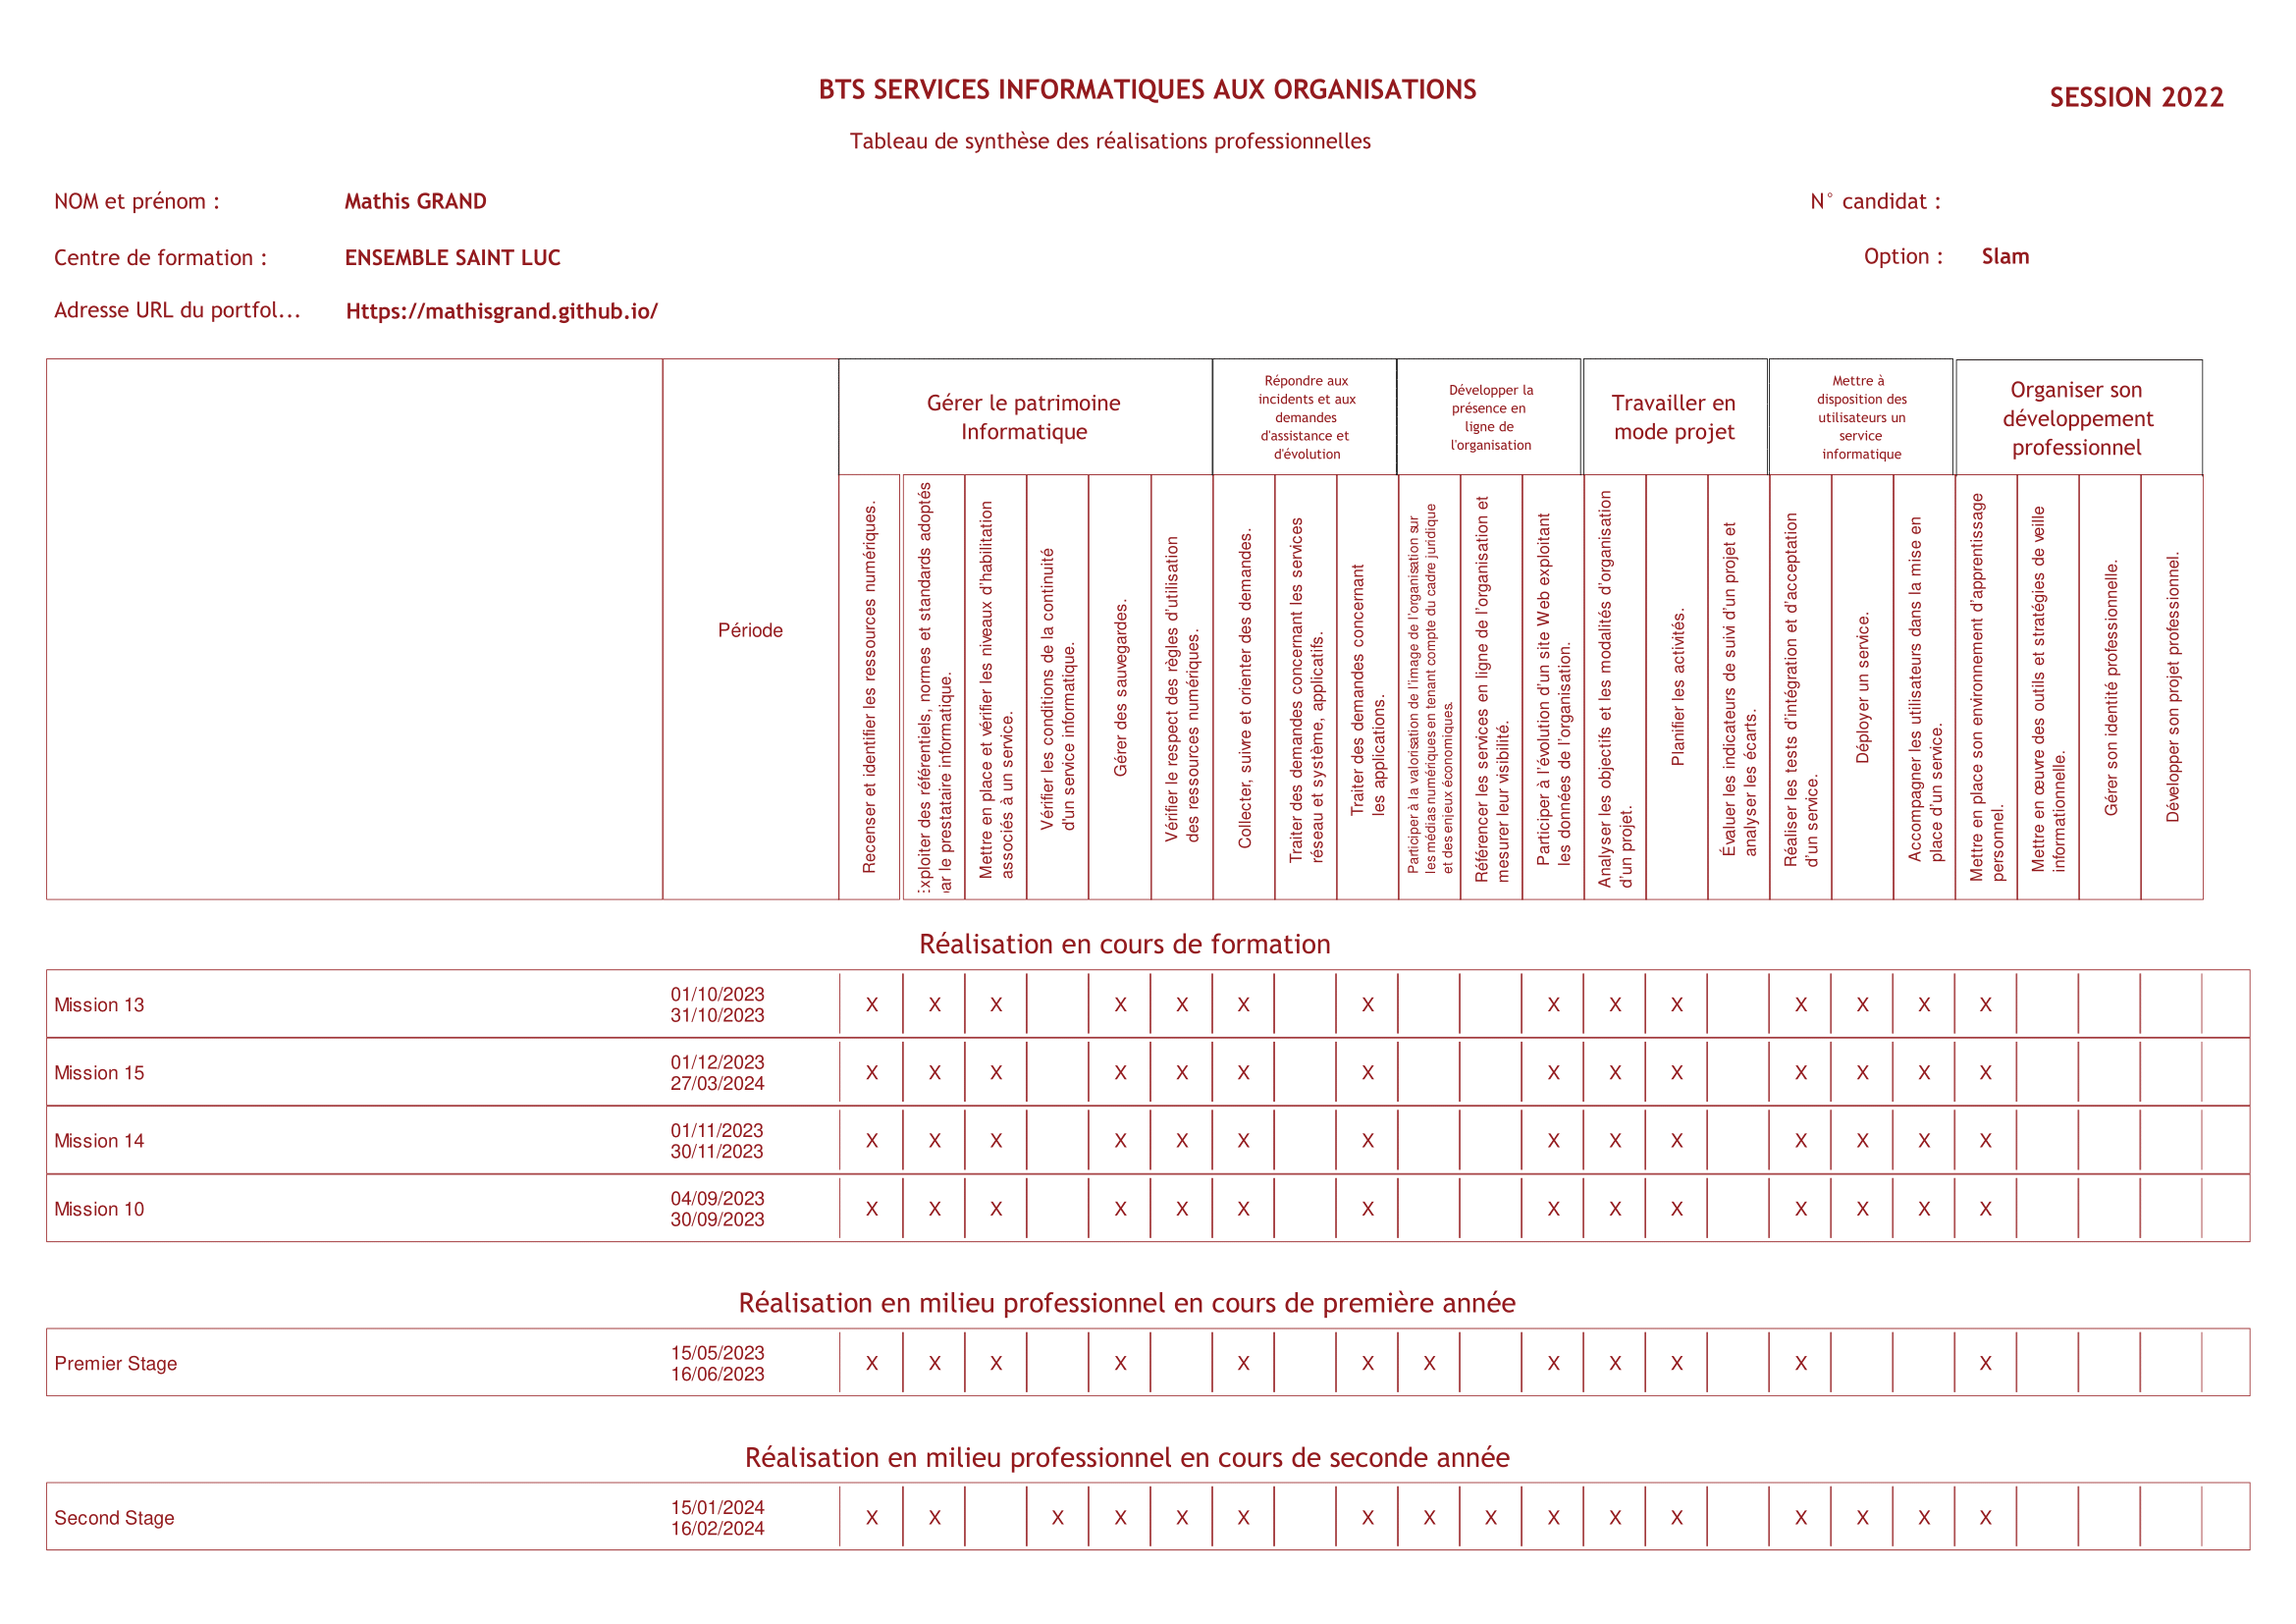 BTS SERVICES INFORMATIQUES AUX ORGANISATIONS
SESSION 2022
Tableau de synthèse des réalisations professionnelles
NOM et prénom : Mathis GRAND
N° candidat :
Centre de formation : ENSEMBLE SAINT LUC
Option : Slam
Adresse URL du portfol... Https://mathisgrand.github.io/
Période
Gérer le patrimoine
Informatique
Répondre aux
incidents et aux
demandes
d'assistance et
d'évolution
Développer la
présence en
ligne de
l'organisation
Travailler en
mode projet
Mettre à
disposition des
utilisateurs un
service
informatique
Organiser son
développement
professionnel
Recenser et identifier les ressources numériques.
Exploiter des référentiels, normes et standards adoptés
par le prestataire informatique.
Mettre en place et vérifier les niveaux d'habilitation
associés à un service.
Vérifier les conditions de la continuité
d'un service informatique.
Gérer des sauvegardes.
Vérifier le respect des règles d'utilisation
des ressources numériques.
Collecter, suivre et orienter des demandes.
Traiter des demandes concernant les services
réseau et système, applicatifs.
Traiter des demandes concernant
les applications.
Participer à la valorisation de l'image de l'organisation sur
les médias numériques en tenant compte du cadre juridique
et des enjeux économiques.
Référencer les services en ligne de l'organisation et
mesurer leur visibilité.
Participer à l'évolution d'un site Web exploitant
les données de l'organisation.
Analyser les objectifs et les modalités d'organisation
d'un projet.
Planifier les activités.
Évaluer les indicateurs de suivi d'un projet et
analyser les écarts.
Réaliser les tests d'intégration et d'acceptation
d'un service.
Déployer un service.
Accompagner les utilisateurs dans la mise en
place d'un service.
Mettre en place son environnement d'apprentissage
personnel.
Mettre en œuvre des outils et stratégies de veille
informationnelle.
Gérer son identité professionnelle.
Développer son projet professionnel.
Réalisation en cours de formation
Mission 13 01/10/2023 31/10/2023 X X X X X X X X X X X X X X
Mission 15 01/12/2023 27/03/2024 X X X X X X X X X X X X X X
Mission 14 01/11/2023 30/11/2023 X X X X X X X X X X X X X X
Mission 10 04/09/2023 30/09/2023 X X X X X X X X X X X X X X
Réalisation en milieu professionnel en cours de première année
Premier Stage 15/05/2023 16/06/2023 X X X X X X X X X X X X
Réalisation en milieu professionnel en cours de seconde année
Second Stage 15/01/2024 16/02/2024 X X X X X X X X X X X X X X X X